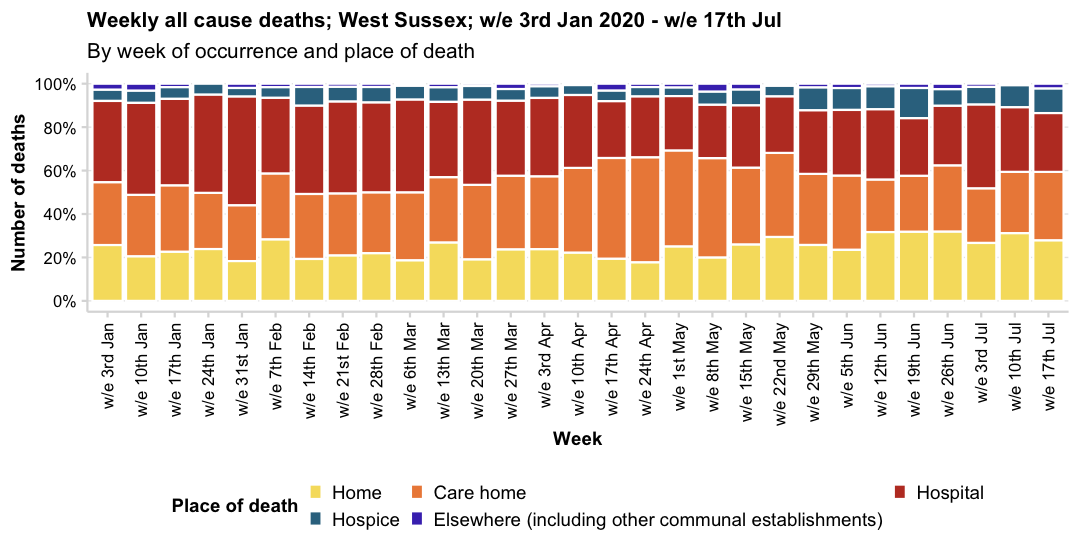 Weekly all cause deaths; West Sussex; w/e 3rd Jan 2020 - w/e 17th Jul
By week of occurrence and place of death
Number of deaths
100%
80%
60%
40%
20%
0%
w/e 3rd Jan
w/e 10th Jan
w/e 17th Jan
w/e 24th Jan
w/e 31st Jan
w/e 7th Feb
w/e 14th Feb
w/e 21st Feb
w/e 28th Feb
w/e 6th Mar
w/e 13th Mar
w/e 20th Mar
w/e 27th Mar
w/e 3rd Apr
w/e 10th Apr
w/e 17th Apr
w/e 24th Apr
w/e 1st May
w/e 8th May
w/e 15th May
w/e 22nd May
w/e 29th May
w/e 5th Jun
w/e 12th Jun
w/e 19th Jun
w/e 26th Jun
w/e 3rd Jul
w/e 10th Jul
w/e 17th Jul
Week
Place of death
Home
Care home
Hospital
Hospice
Elsewhere (including other communal establishments)